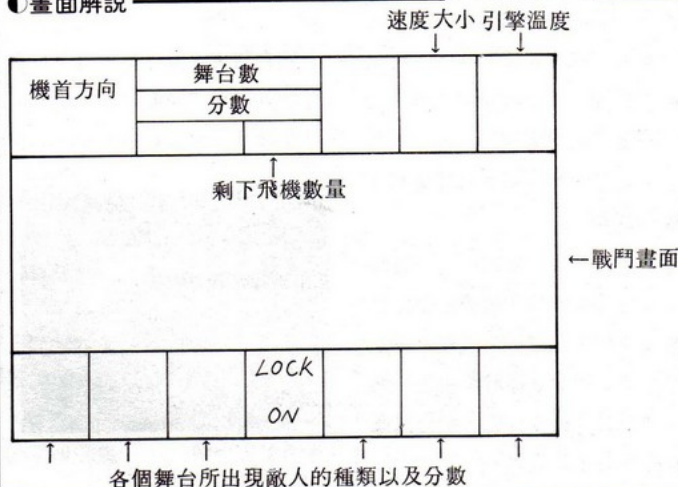 ◐畫面解説
速度大小 引擎溫度
↓ ↓
機首方向
舞台數
分數
↑
剩下飛機數量
←戰鬥畫面
LOCK
ON
↑ ↑ ↑ ↑ ↑ ↑
各個舞台所出現敵人的種類以及分數